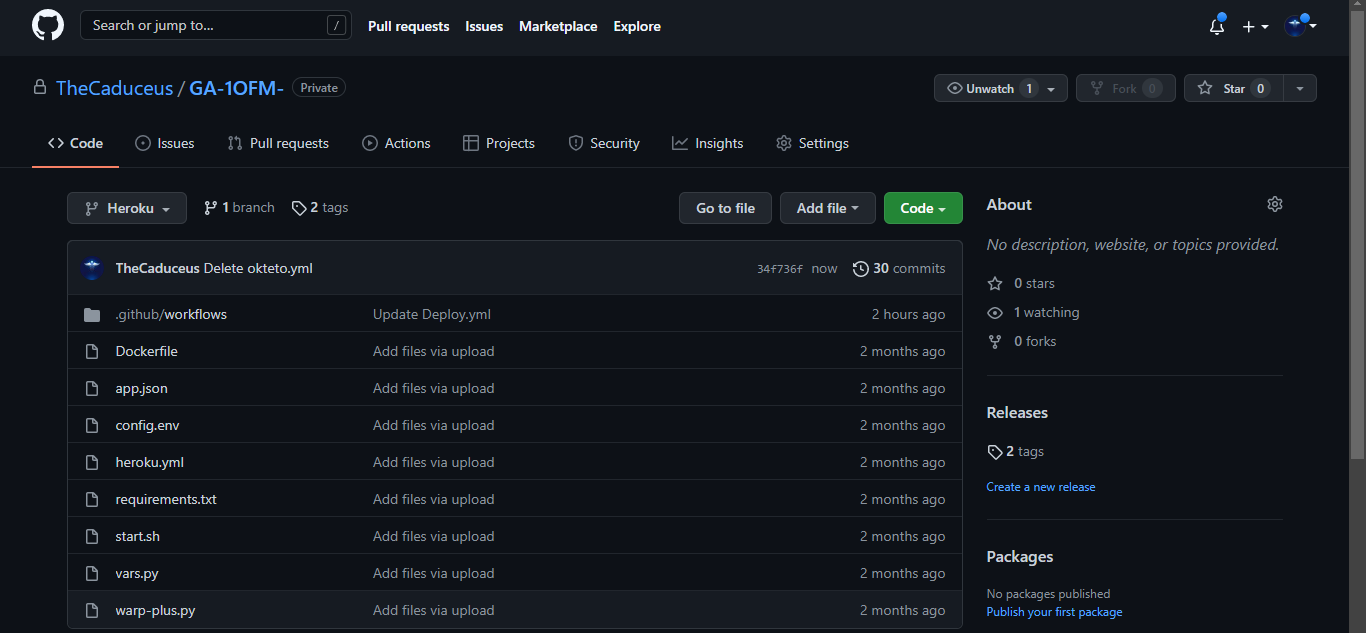 Search or jump to... /
Pull requests Issues Marketplace Explore
TheCaduceus / GA-1OFM- Private
Unwatch 1 Fork 0 Star 0
Code Issues Pull requests Actions Projects Security Insights Settings
Heroku 1 branch 2 tags Go to file Add file Code
TheCaduceus Delete okteto.yml 34f736f now 30 commits
.github/workflows Update Deploy.yml 2 hours ago
Dockerfile Add files via upload 2 months ago
app.json Add files via upload 2 months ago
config.env Add files via upload 2 months ago
heroku.yml Add files via upload 2 months ago
requirements.txt Add files via upload 2 months ago
start.sh Add files via upload 2 months ago
vars.py Add files via upload 2 months ago
warp-plus.py Add files via upload 2 months ago
About
No description, website, or topics provided.
0 stars
1 watching
0 forks
Releases
2 tags
Create a new release
Packages
No packages published
Publish your first package